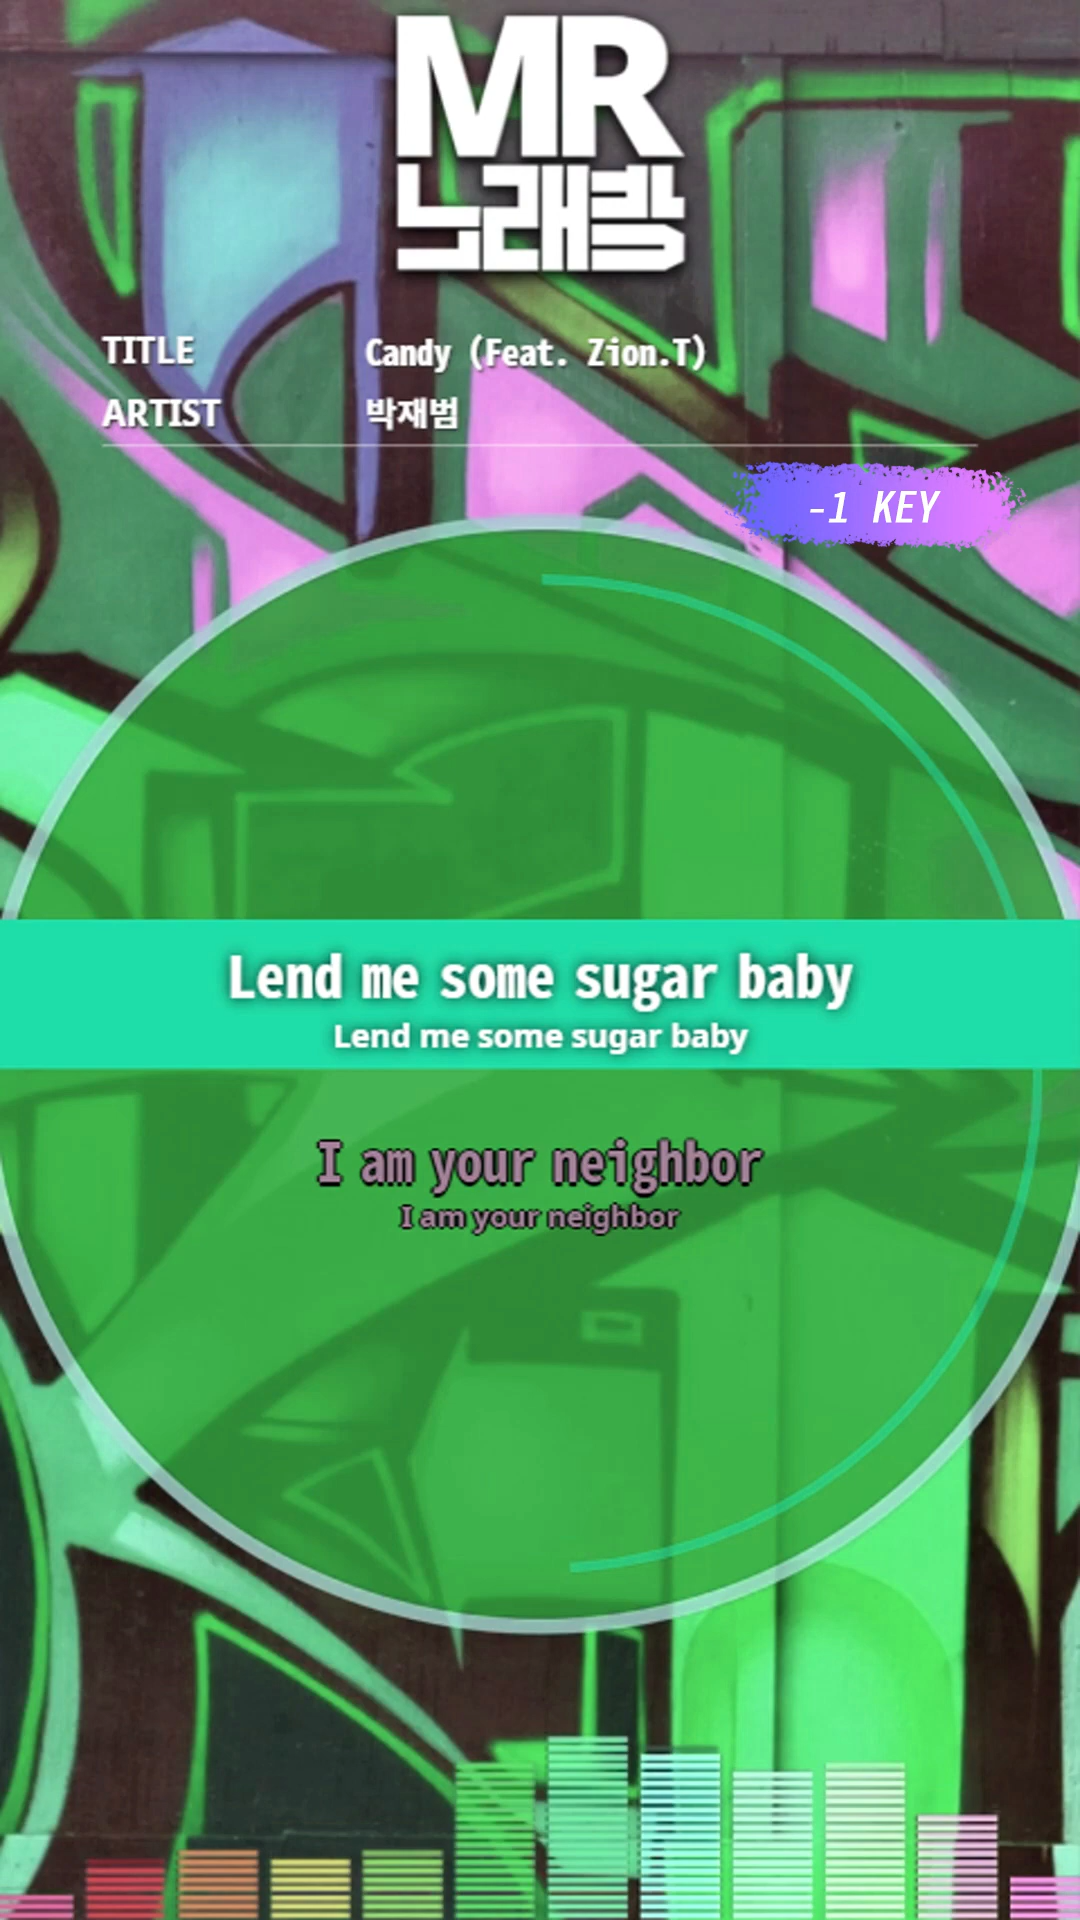 MR
노래방
TITLE Candy (Feat. Zion.T)
ARTIST 박재범
-1 KEY
Lend me some sugar baby
Lend me some sugar baby
I am your neighbor
I am your neighbor